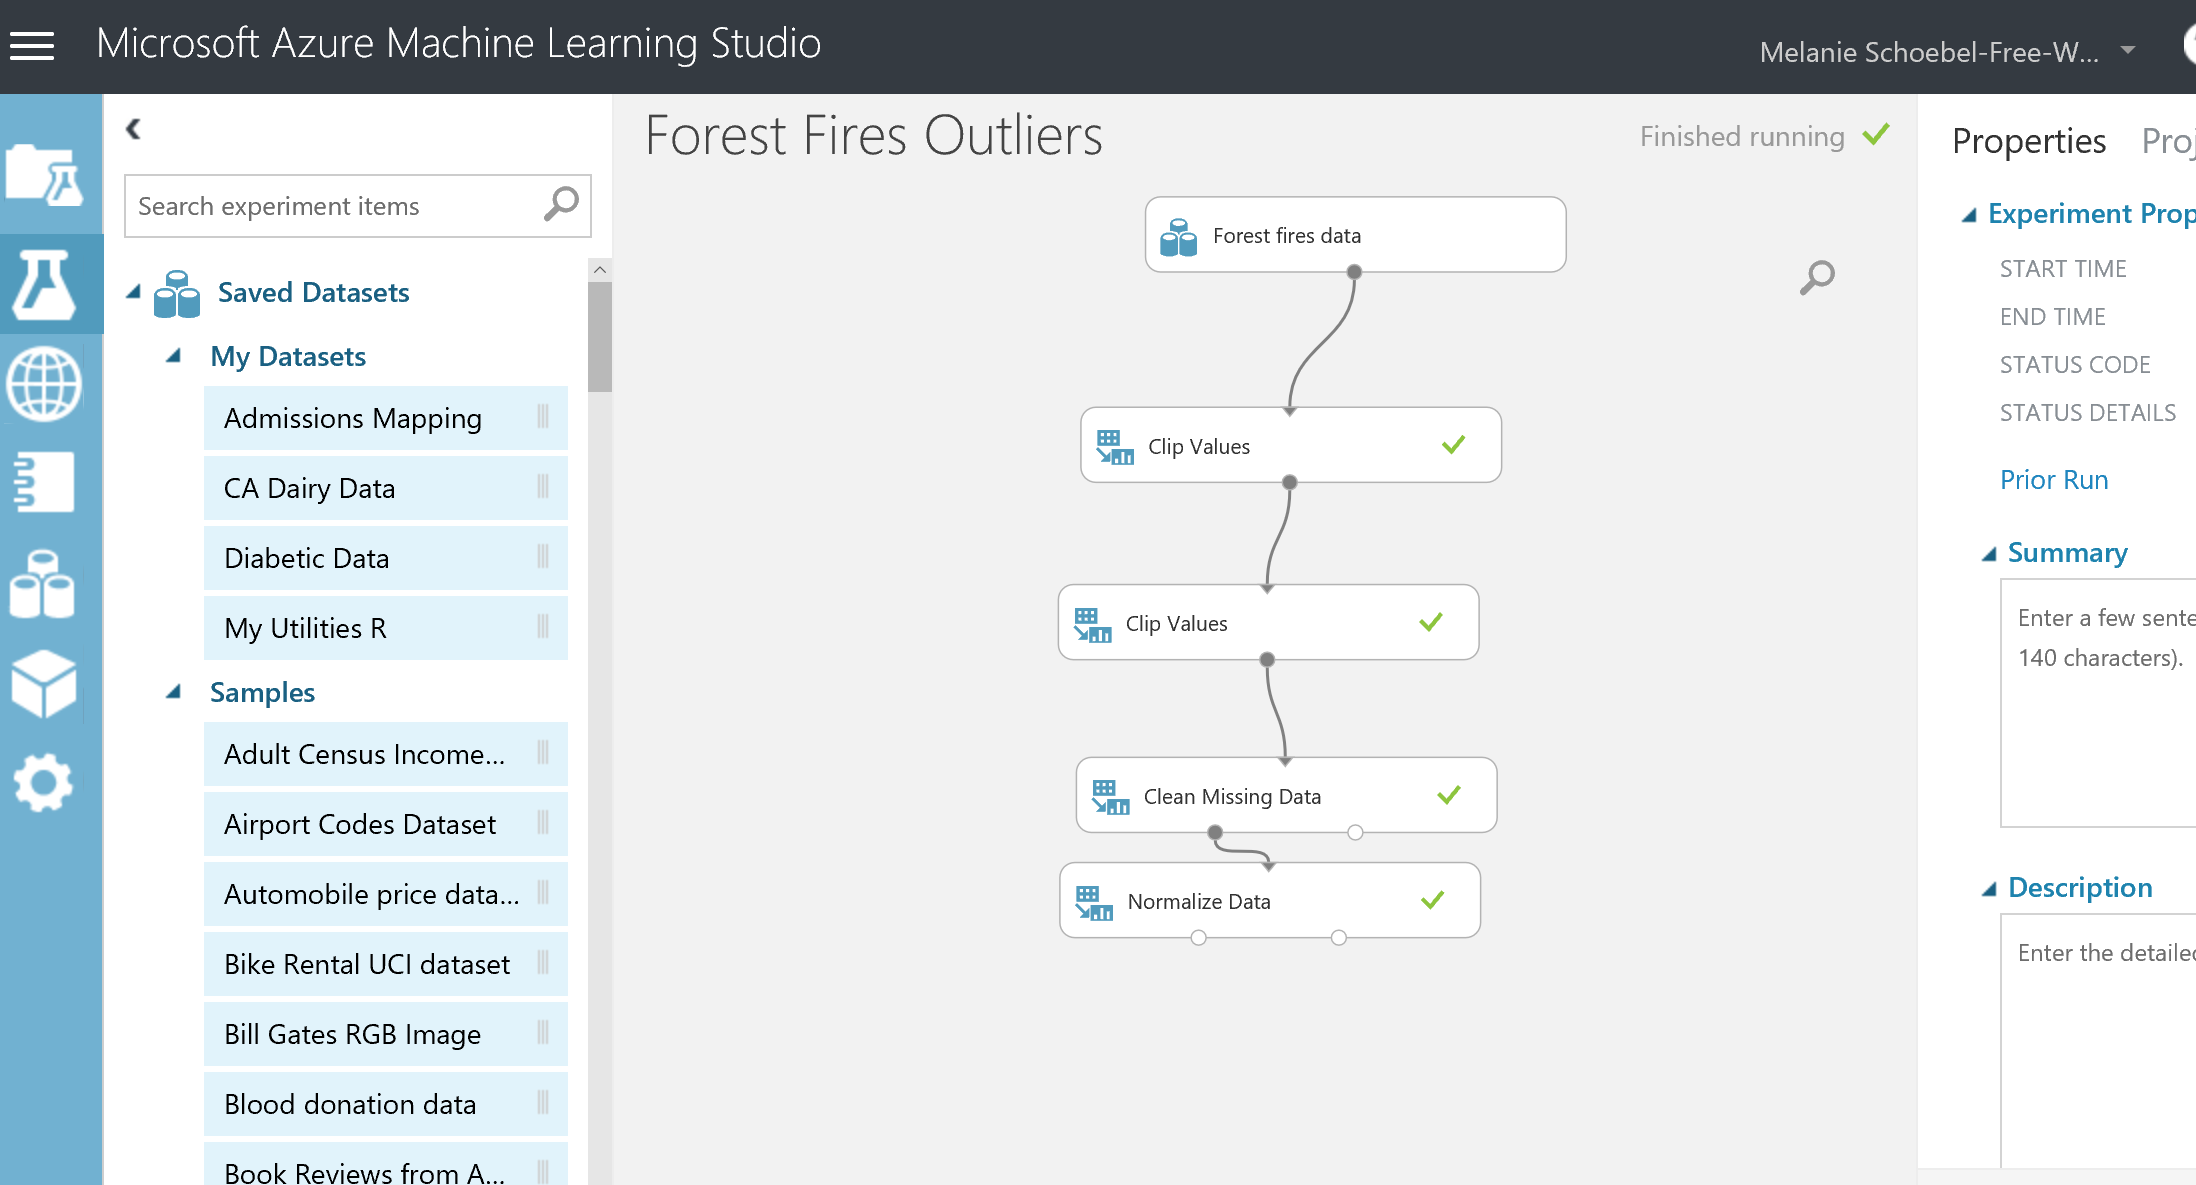 Microsoft Azure Machine Learning Studio
Melanie Schoebel-Free-W...
Forest Fires Outliers
Finished running
Properties
Proj
Search experiment items
Saved Datasets
My Datasets
Admissions Mapping
CA Dairy Data
Diabetic Data
My Utilities R
Samples
Adult Census Income...
Airport Codes Dataset
Automobile price data...
Bike Rental UCI dataset
Bill Gates RGB Image
Blood donation data
Book Reviews from A...
Forest fires data
Clip Values
Clip Values
Clean Missing Data
Normalize Data
Experiment Prop
START TIME
END TIME
STATUS CODE
STATUS DETAILS
Prior Run
Summary
Enter a few sente
140 characters).
Description
Enter the detailed